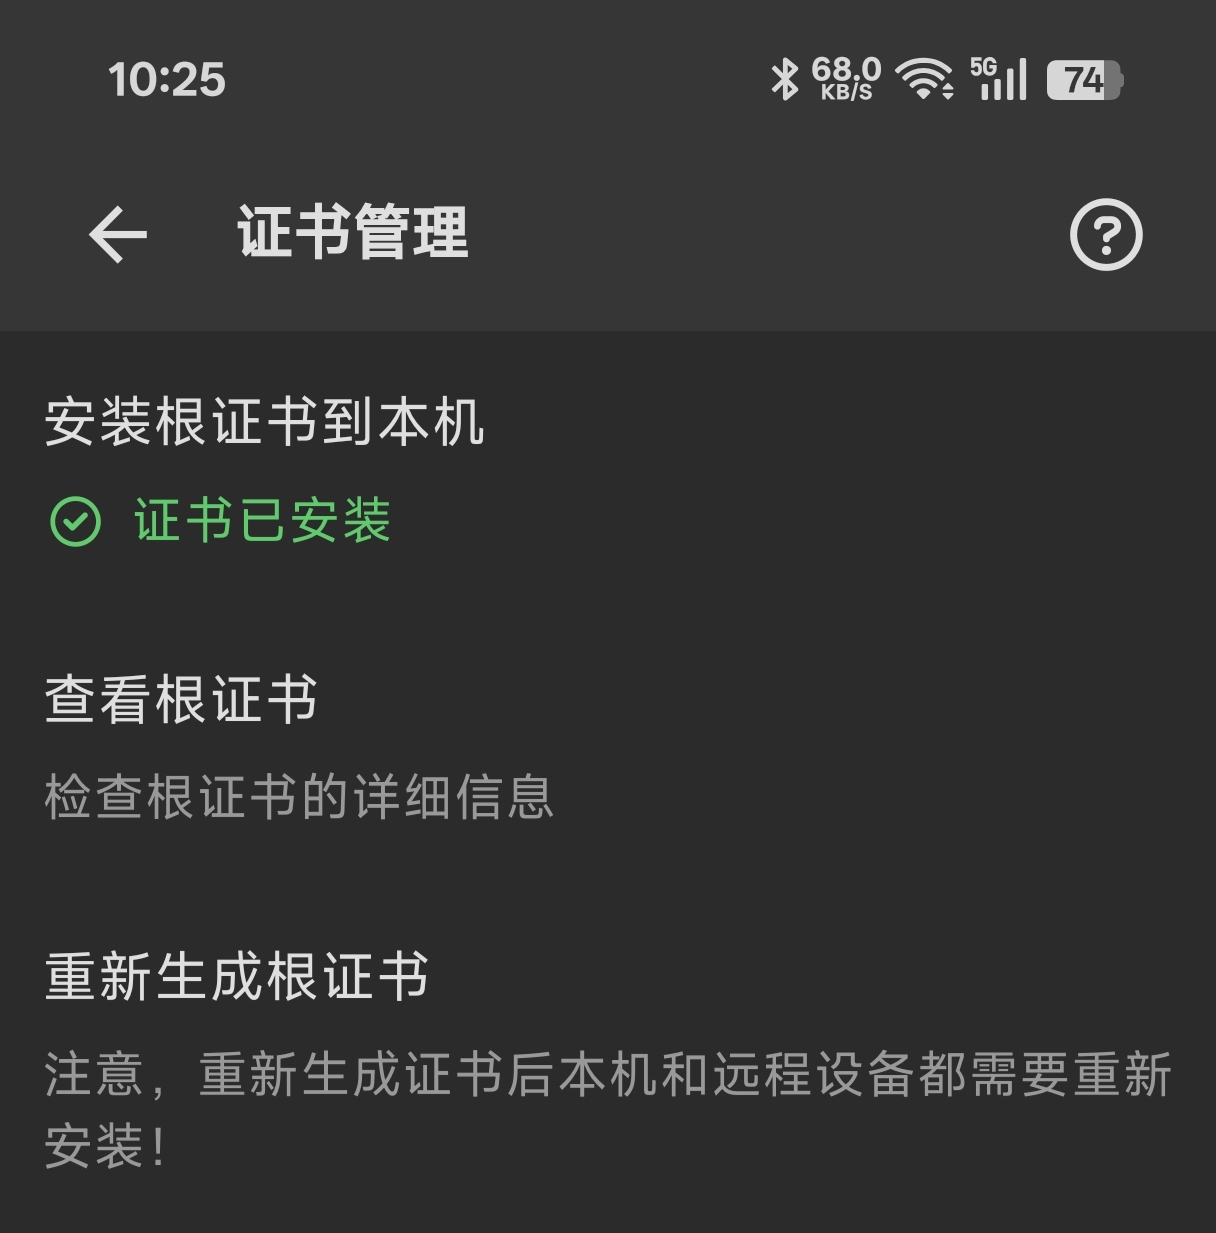 10:25
68.0
KB/S
5G
74
证书管理
安装根证书到本机
证书已安装
查看根证书
检查根证书的详细信息
重新生成根证书
注意，重新生成证书后本机和远程设备都需要重新
安装！